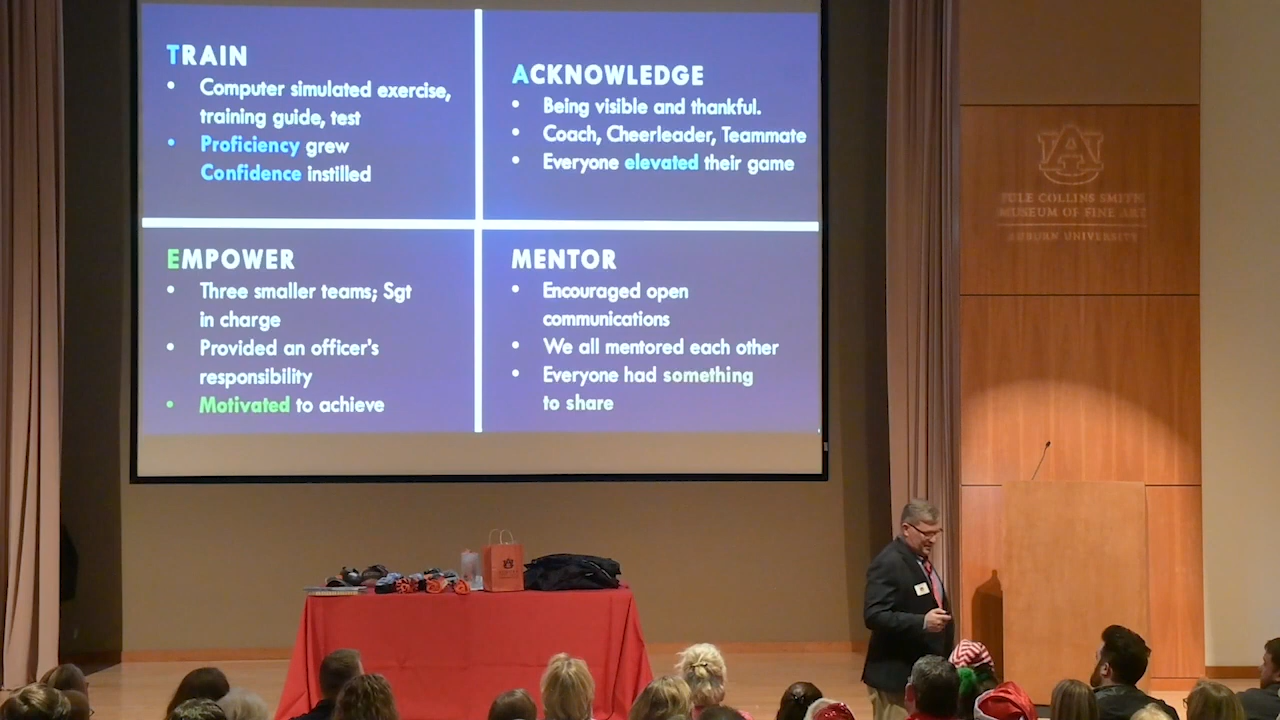 TRAIN
• Computer simulated exercise,
training guide, test
• Proficiency grew
Confidence instilled
ACKNOWLEDGE
• Being visible and thankful.
• Coach, Cheerleader, Teammate
• Everyone elevated their game
EMPOWER
• Three smaller teams; Sgt
in charge
• Provided an officer's
responsibility
• Motivated to achieve
MENTOR
• Encouraged open
communications
• We all mentored each other
• Everyone had something
to share
AU
JULE COLLINS SMITH
MUSEUM OF FINE ART
AUBURN UNIVERSITY